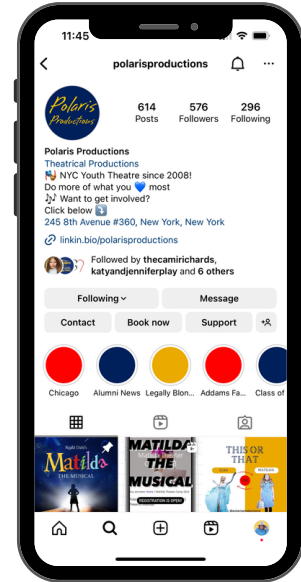 11:45
polarisproductions
Polaris
Productions
614
Posts
576
Followers
296
Following
Polaris Productions
Theatrical Productions
NYC Youth Theatre since 2008!
Do more of what you 💙 most
🎶 Want to get involved?
Click below ⤵️
245 8th Avenue #360, New York, New York
linkin.bio/polarisproductions
Followed by thecamirichards,
katyandjenniferplay and 6 others
Following
Message
Contact
Book now
Support
Chicago
Alumni News
Legally Blon...
Addams Fa...
Class of
Roald Dahl's
Matilda
THE MUSICAL
MATILDA
THE
MUSICAL
REGISTRATION IS OPEN!
THIS OR
THAT
MATILDA